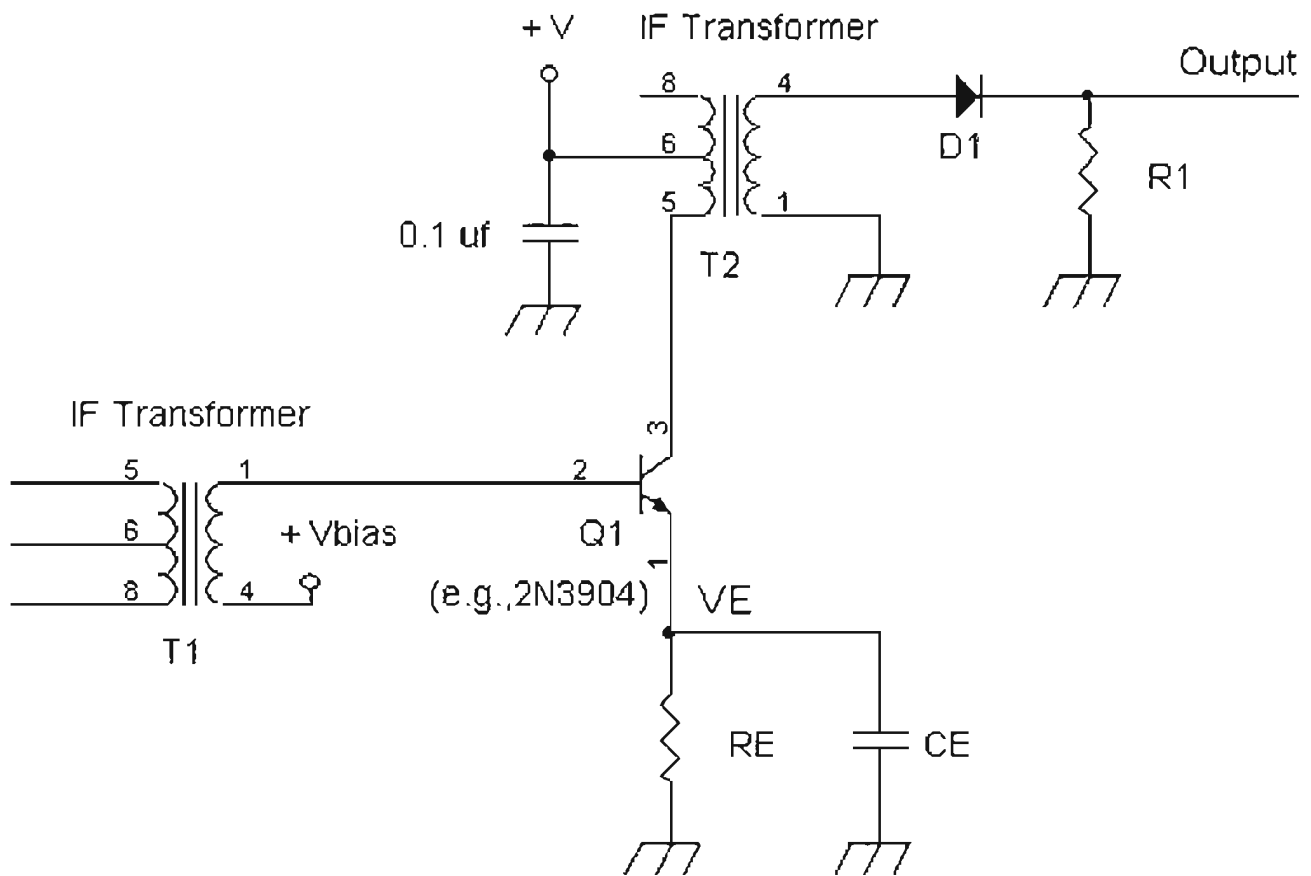 + V
IF Transformer
Output
8
4
6
D1
R1
5
1
0.1 uf
T2
IF Transformer
3
5
1
2
6
+ Vbias
Q1
8
4
(e.g.,2N3904)
1
VE
T1
RE
CE